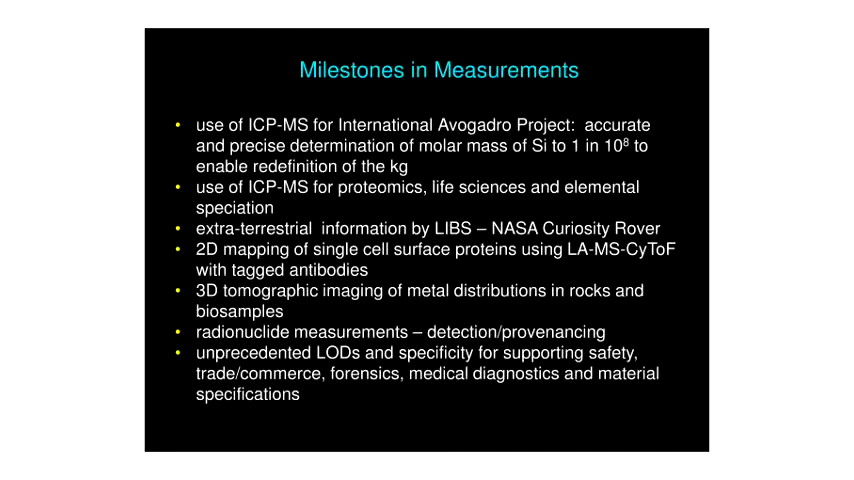 Milestones in Measurements
• use of ICP-MS for International Avogadro Project:  accurate
and precise determination of molar mass of Si to 1 in 10⁸ to
enable redefinition of the kg
• use of ICP-MS for proteomics, life sciences and elemental
speciation
• extra-terrestrial  information by LIBS – NASA Curiosity Rover
• 2D mapping of single cell surface proteins using LA-MS-CyToF
with tagged antibodies
• 3D tomographic imaging of metal distributions in rocks and
biosamples
• radionuclide measurements – detection/provenancing
• unprecedented LODs and specificity for supporting safety,
trade/commerce, forensics, medical diagnostics and material
specifications